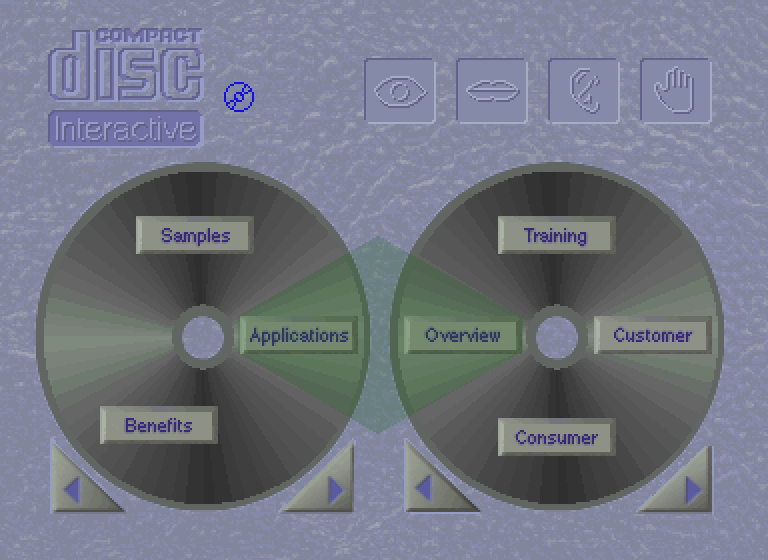 COMPACT
disc
Interactive
Samples
Training
Applications
Overview
Customer
Benefits
Consumer